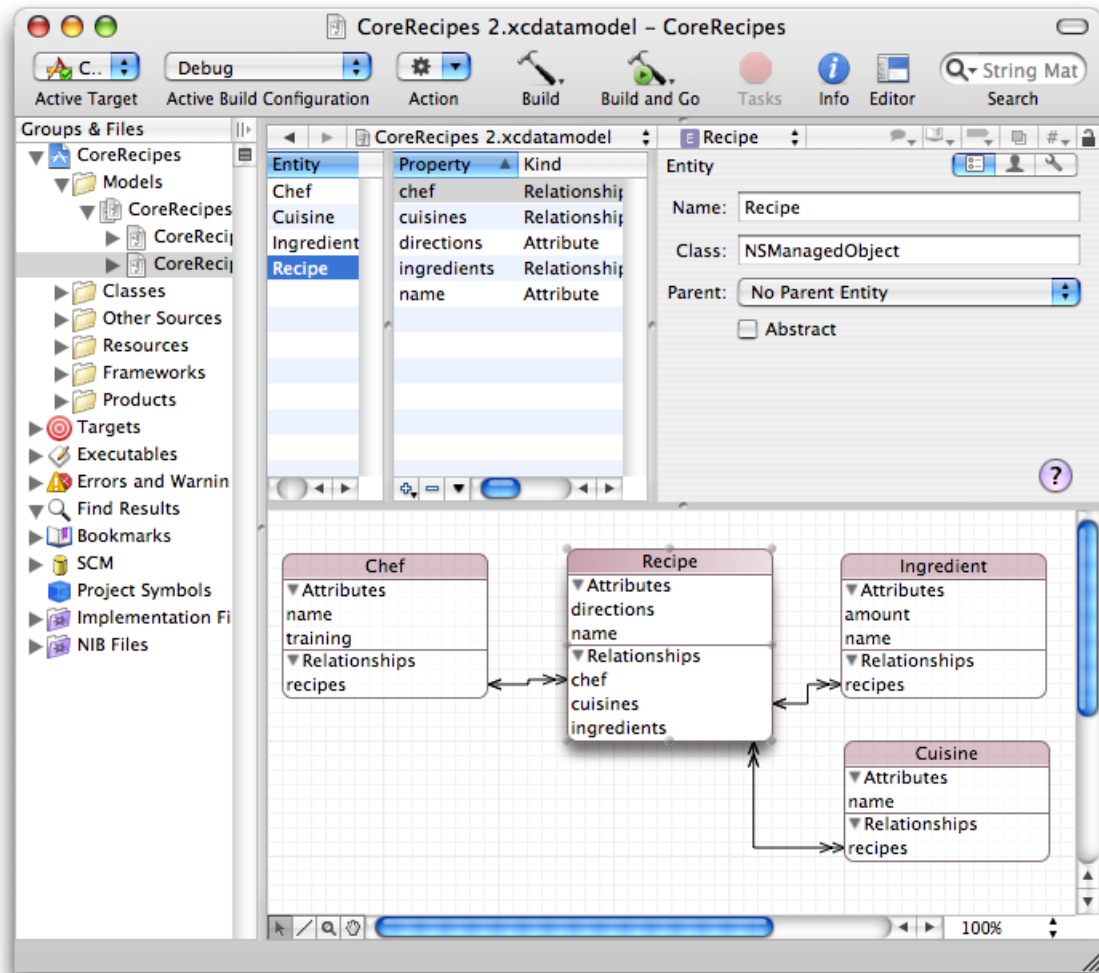 CoreRecipes 2.xcdatamodel – CoreRecipes
C.. Debug String Mat
Active Target Active Build Configuration Action Build Build and Go Tasks Info Editor Search
Groups & Files
CoreRecipes
Models
CoreRecipes
CoreRecip
CoreRecip
Classes
Other Sources
Resources
Frameworks
Products
Targets
Executables
Errors and Warnin
Find Results
Bookmarks
SCM
Project Symbols
Implementation Fi
NIB Files
CoreRecipes 2.xcdatamodel E Recipe #
Entity
Chef
Cuisine
Ingredient
Recipe
Property Kind
chef Relationship
cuisines Relationship
directions Attribute
ingredients Relationship
name Attribute
Entity
Name: Recipe
Class: NSManagedObject
Parent: No Parent Entity
Abstract
?
Chef
Attributes
name
training
Relationships
recipes
Recipe
Attributes
directions
name
Relationships
chef
cuisines
ingredients
Ingredient
Attributes
amount
name
Relationships
recipes
Cuisine
Attributes
name
Relationships
recipes
100%